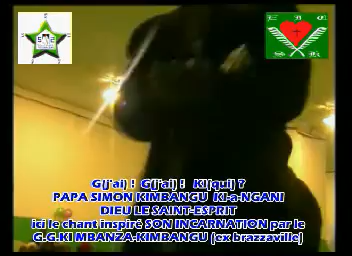 G(j'ai) ! G(j'ai) ! KI(qui) ?
PAPA SIMON KIMBANGU KI-a-NGANI
DIEU LE SAINT-ESPRIT
ici le chant inspiré SON INCARNATION par le
G.G.KI MBANZA-KIMBANGU (ex brazzaville)